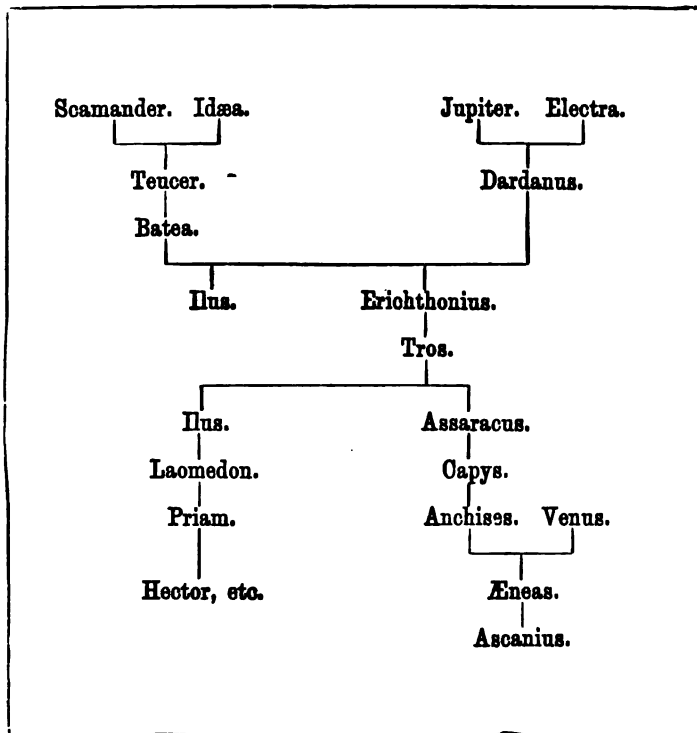 Scamander. Idæa. Jupiter. Electra.
Teucer. Dardanus.
Batea.
Ilus. Erichthonius.
Tros.
Ilus. Assaracus.
Laomedon. Capys.
Priam. Anchises. Venus.
Hector, etc. Æneas.
Ascanius.